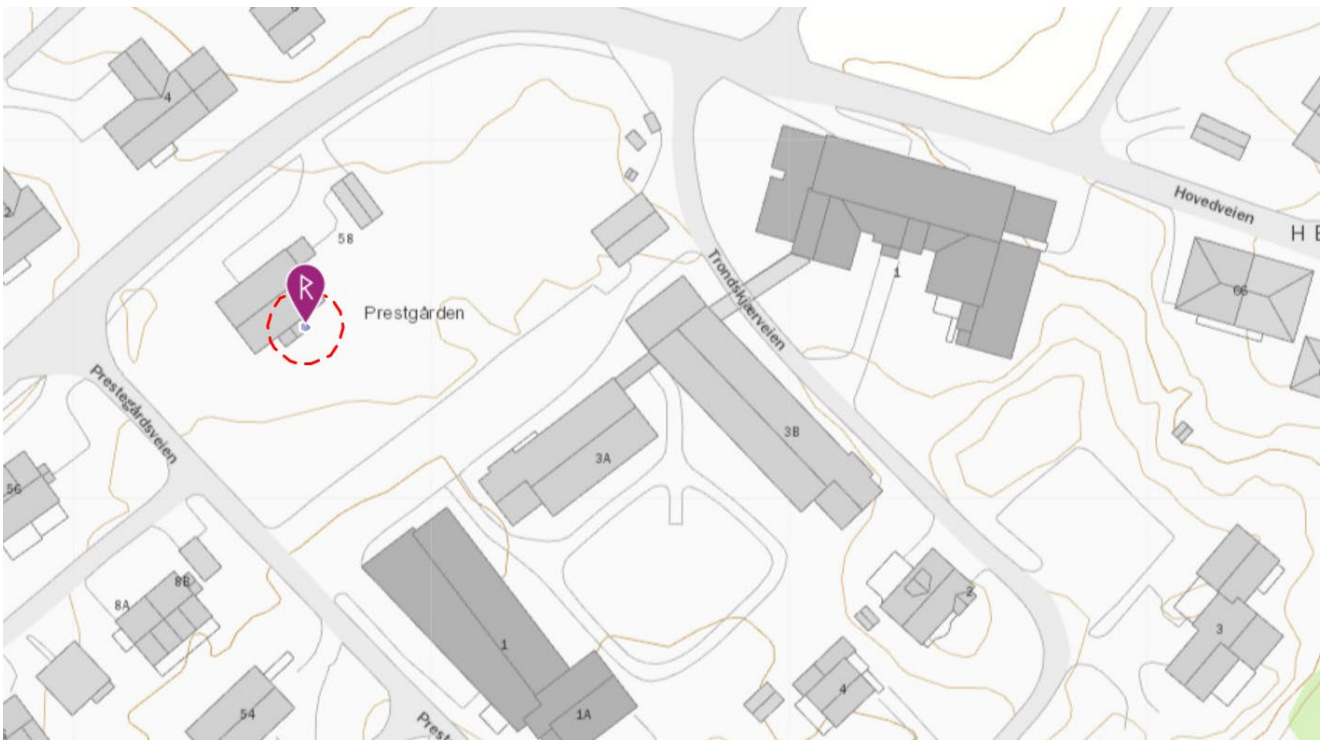 4
2
58
Prestgården
Prestegårdsveien
56
8A
8B
54
1
1A
3A
3B
Trondskjærveien
1
Hovedveien
HE
66
2
4
3